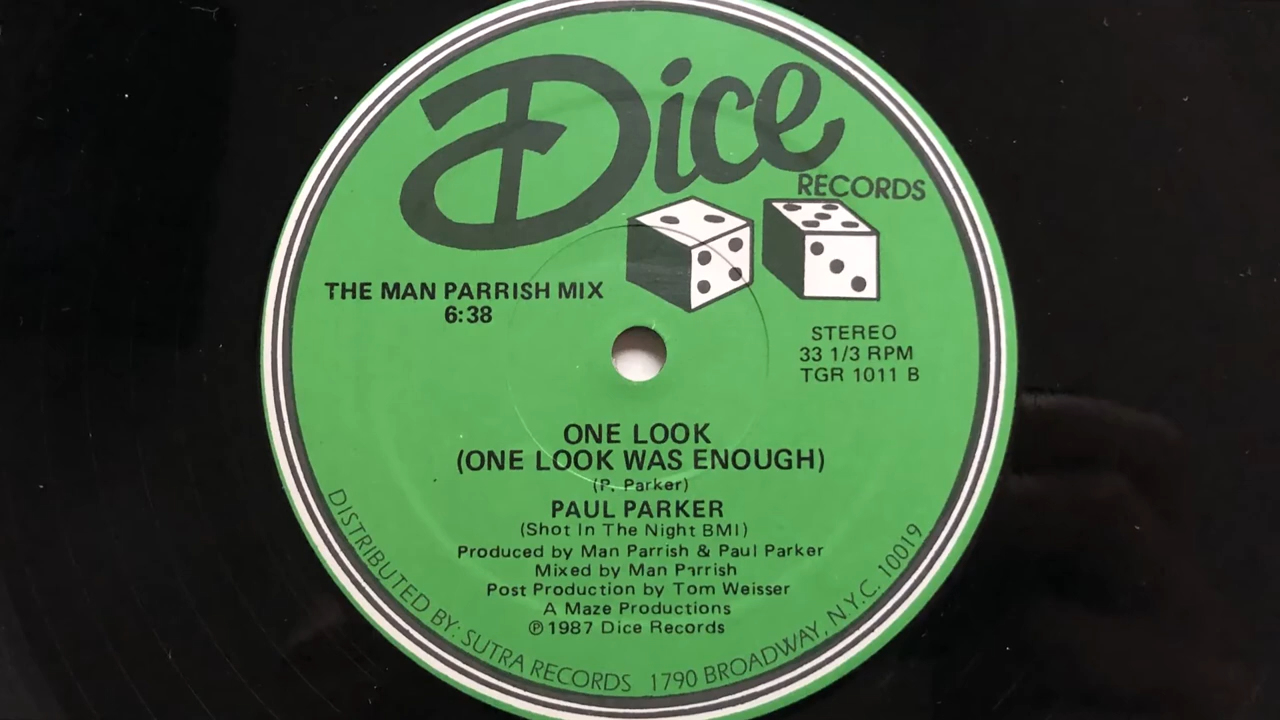 Dice
RECORDS
THE MAN PARRISH MIX
6:38
STEREO
33 1/3 RPM
TGR 1011 B
ONE LOOK
(ONE LOOK WAS ENOUGH)
(P. Parker)
PAUL PARKER
(Shot In The Night BMI)
Produced by Man Parrish & Paul Parker
Mixed by Man Parrish
Post Production by Tom Weisser
A Maze Productions
℗ 1987 Dice Records
DISTRIBUTED BY: SUTRA RECORDS 1790 BROADWAY, N.Y.C. 10019